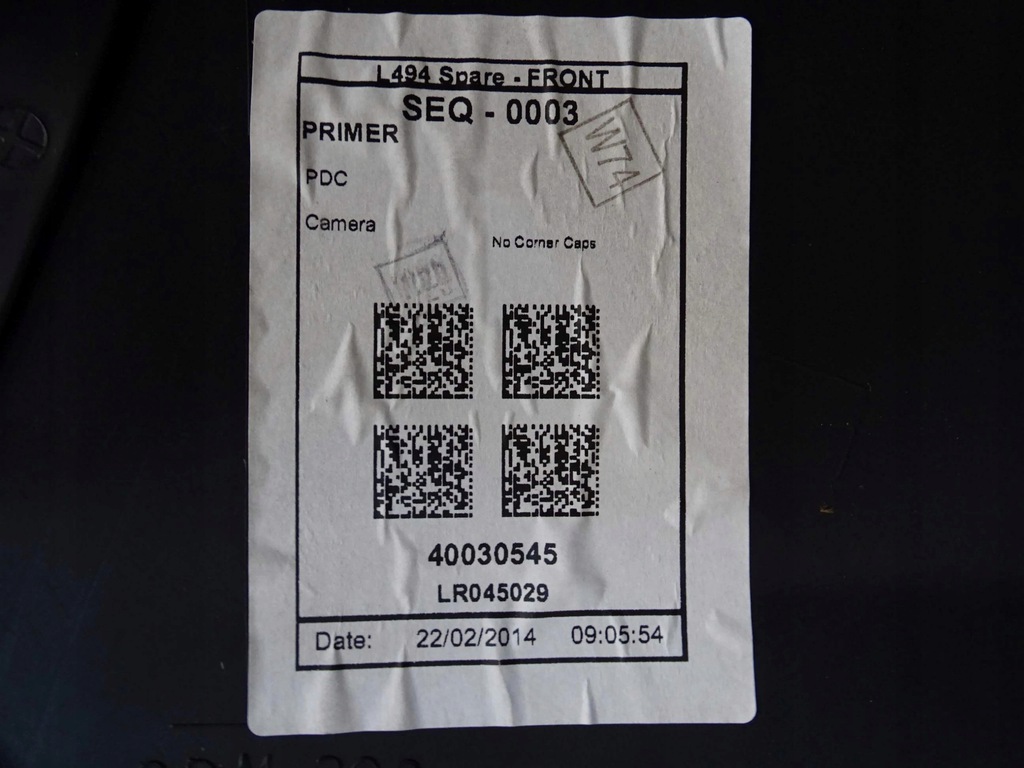 L494 Spare - FRONT
SEQ - 0003
PRIMER
W74
PDC
Camera
No Corner Caps
40030545
LR045029
Date: 22/02/2014 09:05:54